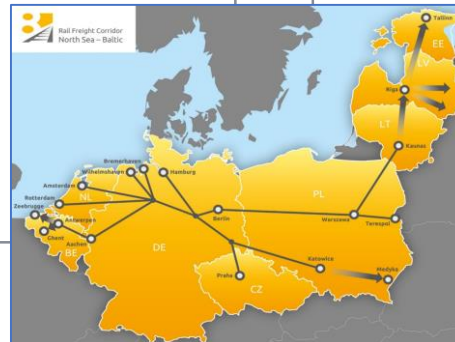 Rail Freight Corridor
North Sea – Baltic
Tallinn
EE
LV
Riga
LT
Kaunas
Bremerhaven
Wilhelmshaven
Hamburg
Amsterdam
NL
Rotterdam
Zeebrugge
Antwerpen
Ghent
BE
Aachen
DE
Berlin
PL
Warszawa
Terespol
Katowice
Medyka
Praha
CZ